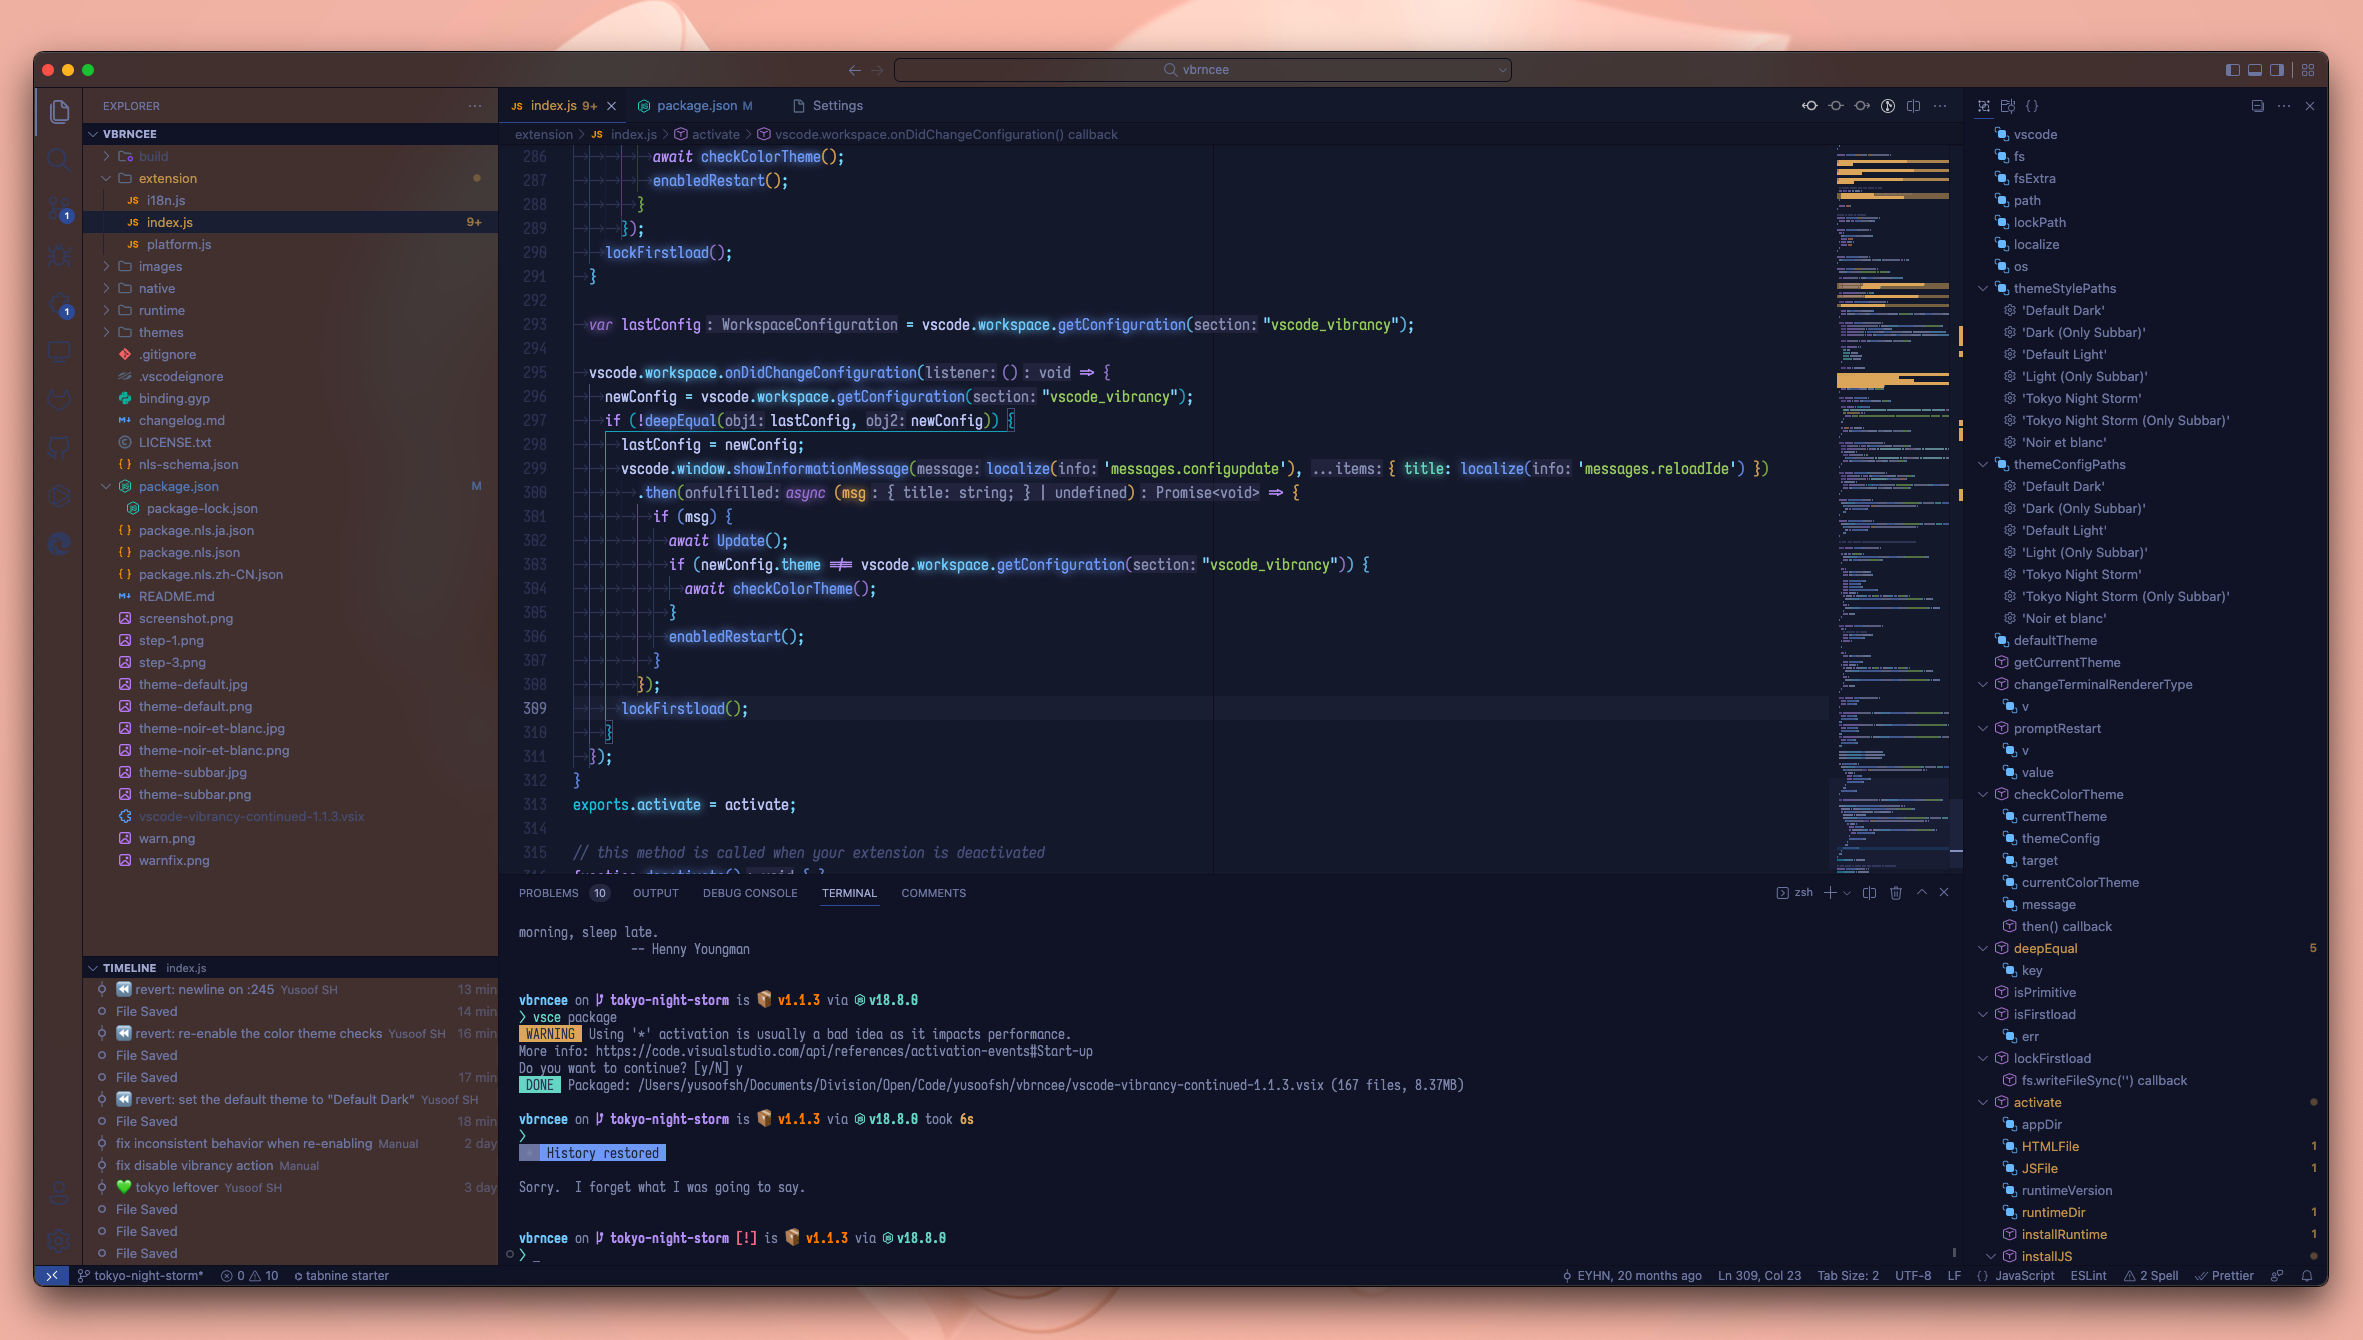 vbrncee
EXPLORER
VBRNCEE
build
extension
JS i18n.js
JS index.js 9+
JS platform.js
images
native
runtime
themes
.gitignore
.vscodeignore
binding.gyp
changelog.md
LICENSE.txt
nls-schema.json
package.json M
package-lock.json
package.nls.ja.json
package.nls.json
package.nls.zh-CN.json
README.md
screenshot.png
step-1.png
step-3.png
theme-default.jpg
theme-default.png
theme-noir-et-blanc.jpg
theme-noir-et-blanc.png
theme-subbar.jpg
theme-subbar.png
vscode-vibrancy-continued-1.1.3.vsix
warn.png
warnfix.png
TIMELINE index.js
⏪ revert: newline on :245 Yusoof SH 13 min
File Saved 14 min
⏪ revert: re-enable the color theme checks Yusoof SH 16 min
File Saved
File Saved 17 min
⏪ revert: set the default theme to "Default Dark" Yusoof SH
File Saved 18 min
fix inconsistent behavior when re-enabling Manual 2 day
fix disable vibrancy action Manual
💚 tokyo leftover Yusoof SH 3 day
File Saved
File Saved
File Saved
JS index.js 9+ package.json M Settings
extension > JS index.js > activate > vscode.workspace.onDidChangeConfiguration() callback
286 await checkColorTheme();
287 enabledRestart();
288 }
289 });
290 lockFirstload();
291 }
292
293 var lastConfig : WorkspaceConfiguration = vscode.workspace.getConfiguration(section: "vscode_vibrancy");
294
295 vscode.workspace.onDidChangeConfiguration(listener: () : void => {
296 newConfig = vscode.workspace.getConfiguration(section: "vscode_vibrancy");
297 if (!deepEqual(obj1: lastConfig, obj2: newConfig)) {
298 lastConfig = newConfig;
299 vscode.window.showInformationMessage(message: localize(info: 'messages.configupdate'), ...items: { title: localize(info: 'messages.reloadIde') })
300 .then(onfulfilled: async (msg : { title: string; } | undefined) : Promise<void> => {
301 if (msg) {
302 await Update();
303 if (newConfig.theme !== vscode.workspace.getConfiguration(section: "vscode_vibrancy")) {
304 await checkColorTheme();
305 }
306 enabledRestart();
307 }
308 });
309 lockFirstload();
310 }
311 });
312 }
313 exports.activate = activate;
314
315 // this method is called when your extension is deactivated
PROBLEMS 10 OUTPUT DEBUG CONSOLE TERMINAL COMMENTS zsh
morning, sleep late.
-- Henny Youngman
vbrncee on tokyo-night-storm is 📦 v1.1.3 via v18.8.0
❯ vsce package
WARNING Using '*' activation is usually a bad idea as it impacts performance.
More info: https://code.visualstudio.com/api/references/activation-events#Start-up
Do you want to continue? [y/N] y
DONE Packaged: /Users/yusoofsh/Documents/Division/Open/Code/yusoofsh/vbrncee/vscode-vibrancy-continued-1.1.3.vsix (167 files, 8.37MB)
vbrncee on tokyo-night-storm is 📦 v1.1.3 via v18.8.0 took 6s
❯
* History restored
Sorry. I forget what I was going to say.
vbrncee on tokyo-night-storm [!] is 📦 v1.1.3 via v18.8.0
❯ _
vscode
fs
fsExtra
path
lockPath
localize
os
themeStylePaths
'Default Dark'
'Dark (Only Subbar)'
'Default Light'
'Light (Only Subbar)'
'Tokyo Night Storm'
'Tokyo Night Storm (Only Subbar)'
'Noir et blanc'
themeConfigPaths
'Default Dark'
'Dark (Only Subbar)'
'Default Light'
'Light (Only Subbar)'
'Tokyo Night Storm'
'Tokyo Night Storm (Only Subbar)'
'Noir et blanc'
defaultTheme
getCurrentTheme
changeTerminalRendererType
v
promptRestart
v
value
checkColorTheme
currentTheme
themeConfig
target
currentColorTheme
message
then() callback
deepEqual 5
key
isPrimitive
isFirstload
err
lockFirstload
fs.writeFileSync('') callback
activate
appDir
HTMLFile 1
JSFile 1
runtimeVersion
runtimeDir 1
installRuntime 1
installJS
tokyo-night-storm* 0 10 tabnine starter EYHN, 20 months ago Ln 309, Col 23 Tab Size: 2 UTF-8 LF {} JavaScript ESLint 2 Spell Prettier